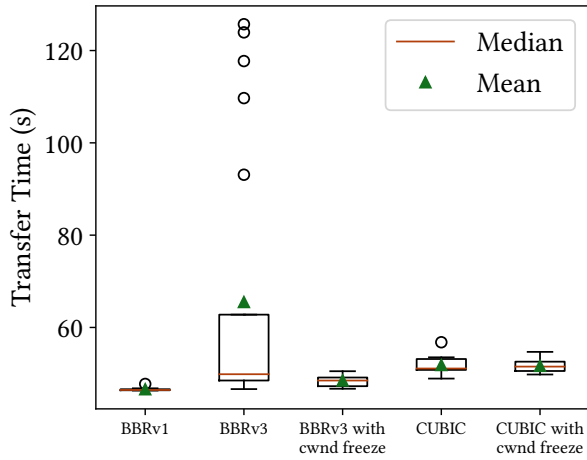 Transfer Time (s)
120
100
80
60
Median
Mean
BBRv1
BBRv3
BBRv3 with
cwnd freeze
CUBIC
CUBIC with
cwnd freeze